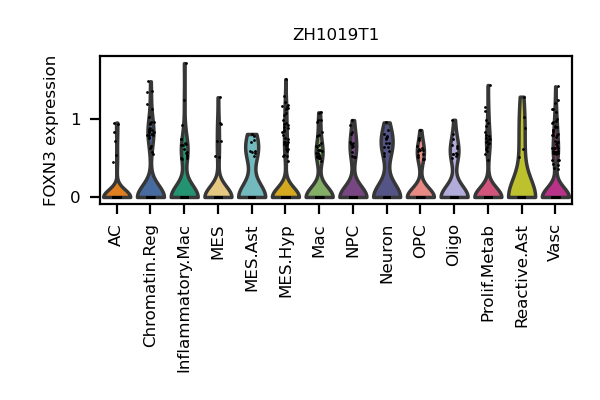 ZH1019T1
FOXN3 expression
1
0
AC
Chromatin.Reg
Inflammatory.Mac
MES
MES.Ast
MES.Hyp
Mac
NPC
Neuron
OPC
Oligo
Prolif.Metab
Reactive.Ast
Vasc